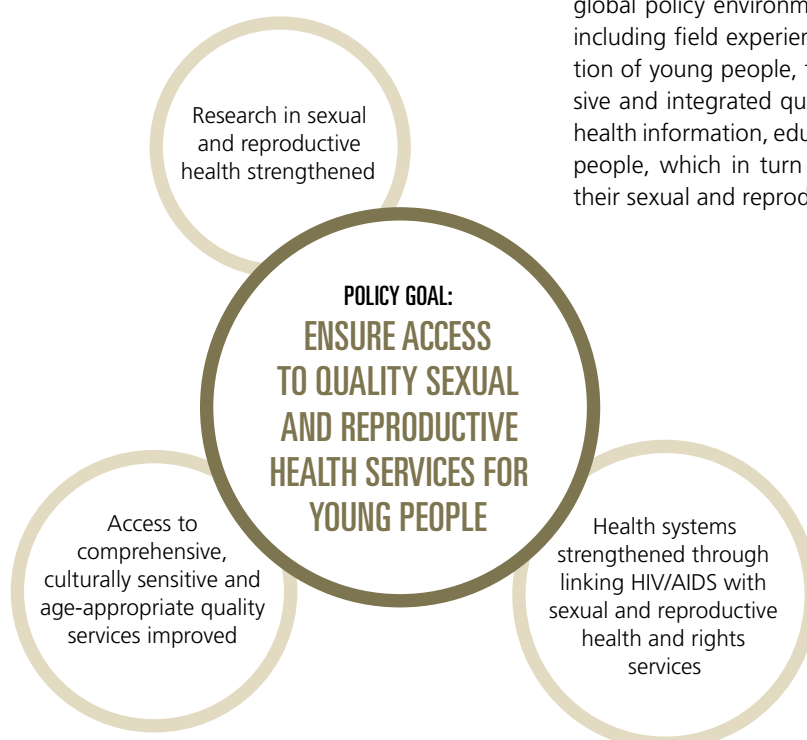 global policy environm
including field experien
tion of young people, t
sive and integrated qu
health information, edu
people, which in turn
their sexual and reprod
Research in sexual
and reproductive
health strengthened
POLICY GOAL:
ENSURE ACCESS
TO QUALITY SEXUAL
AND REPRODUCTIVE
HEALTH SERVICES FOR
YOUNG PEOPLE
Access to
comprehensive,
culturally sensitive and
age-appropriate quality
services improved
Health systems
strengthened through
linking HIV/AIDS with
sexual and reproductive
health and rights
services